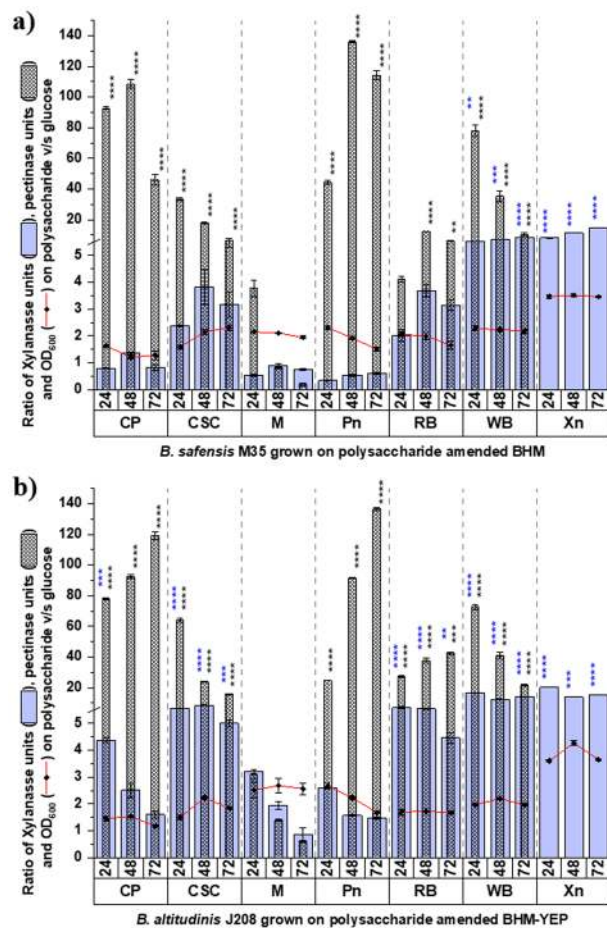 a)
Ratio of Xylanasse units ( ), pectinase units ( )
and OD600 ( ) on polysaccharide v/s glucose
140
120
100
80
60
40
20
5
4
3
2
1
0
**** **** **** **** **** **** **** **** **** **** ** ** **** *** **** **** **** **** *** ****
24 48 72 24 48 72 24 48 72 24 48 72 24 48 72 24 48 72 24 48 72
CP CSC M Pn RB WB Xn
B. safensis M35 grown on polysaccharide amended BHM
b)
Ratio of Xylanasse units ( ), pectinase units ( )
and OD600 ( ) on polysaccharide v/s glucose
140
120
100
80
60
40
20
5
4
3
2
1
0
*** **** **** **** **** **** **** **** *** **** **** **** **** **** **** **** **** ** **** **** **** **** **** **** **** **** *** ***
24 48 72 24 48 72 24 48 72 24 48 72 24 48 72 24 48 72 24 48 72
CP CSC M Pn RB WB Xn
B. altitudinis J208 grown on polysaccharide amended BHM-YEP